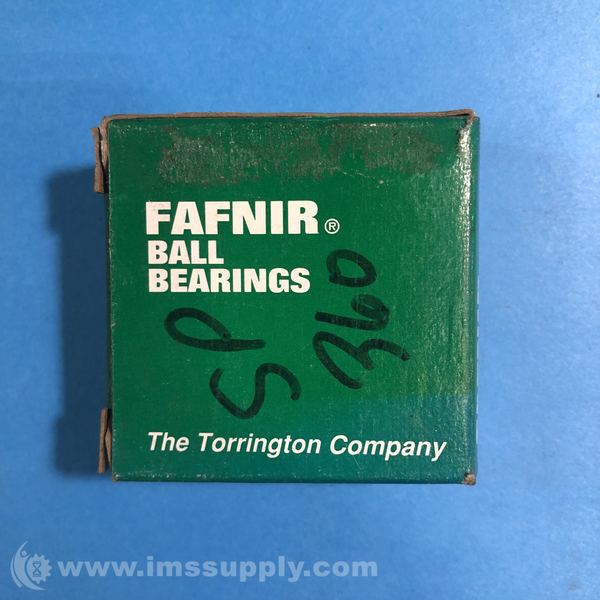 FAFNIR®
BALL
BEARINGS
SP
360
The Torrington Company
www.imssupply.com